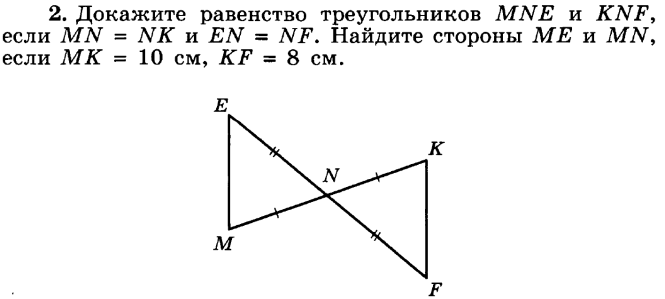 2. Докажите равенство треугольников MNE и KNF,
если MN = NK и EN = NF. Найдите стороны ME и MN,
если MK = 10 см, KF = 8 см.
E
K
N
M
F